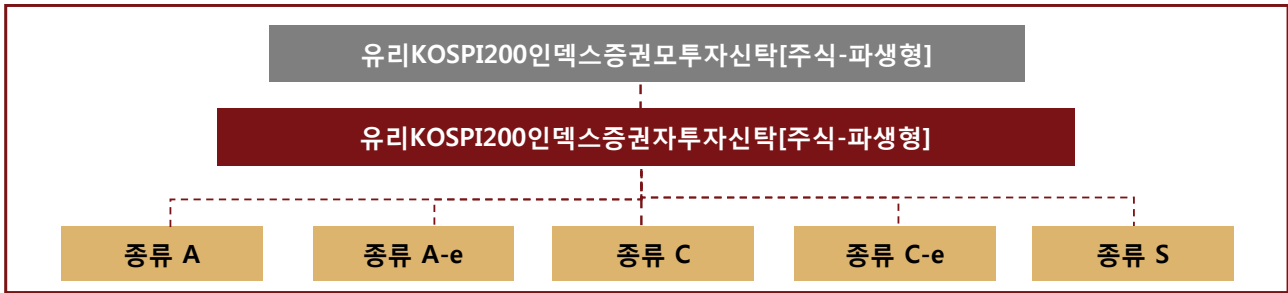 유리KOSPI200인덱스증권모투자신탁[주식-파생형]
유리KOSPI200인덱스증권자투자신탁[주식-파생형]
종류 A
종류 A-e
종류 C
종류 C-e
종류 S